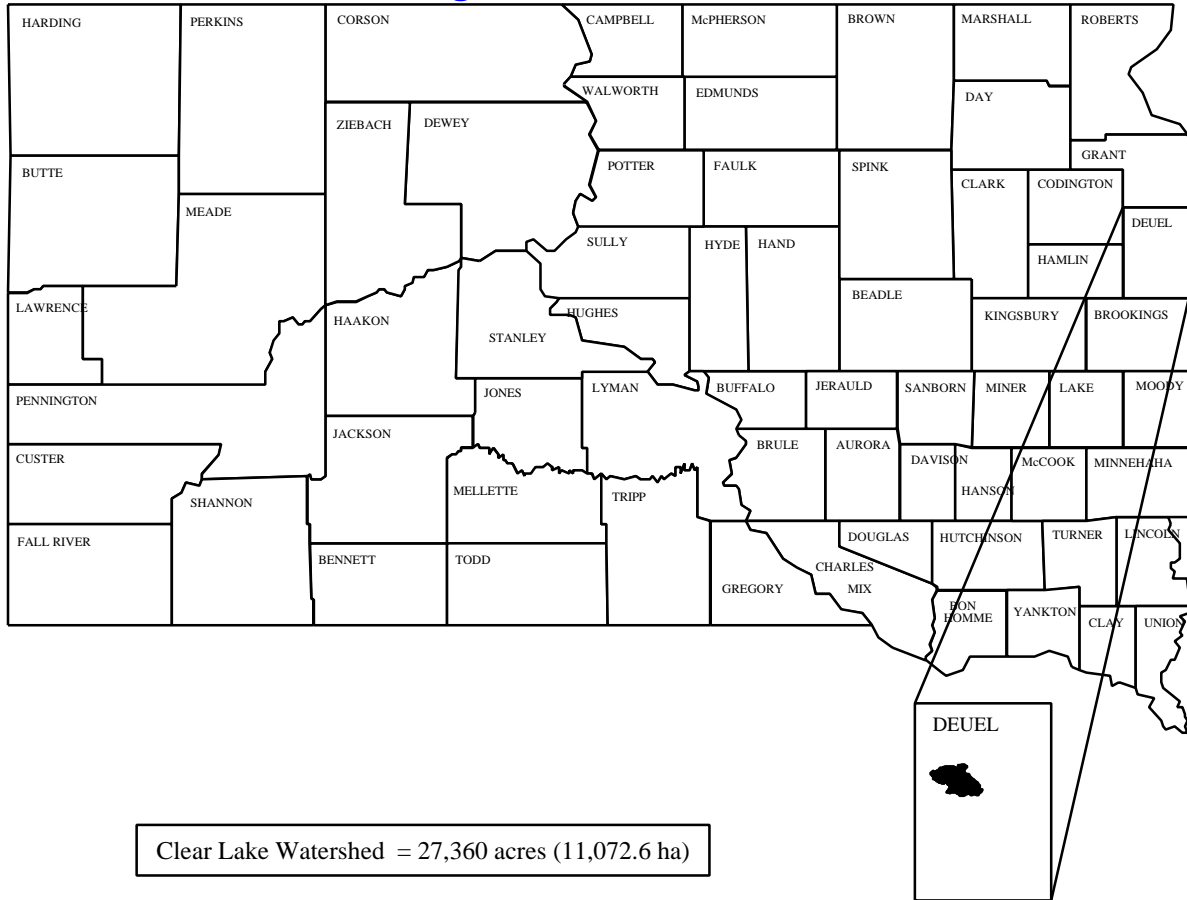 HARDING
PERKINS
CORSON
CAMPBELL
McPHERSON
BROWN
MARSHALL
ROBERTS
WALWORTH
EDMUNDS
DAY
ZIEBACH
DEWEY
GRANT
BUTTE
POTTER
FAULK
SPINK
CLARK
CODINGTON
MEADE
DEUEL
SULLY
HYDE
HAND
HAMLIN
BEADLE
LAWRENCE
HAAKON
HUGHES
KINGSBURY
BROOKINGS
STANLEY
PENNINGTON
JONES
LYMAN
BUFFALO
JERAULD
SANBORN
MINER
LAKE
MOODY
JACKSON
BRULE
AURORA
CUSTER
DAVISON
McCOOK
MINNEHAHA
SHANNON
MELLETTE
TRIPP
HANSON
FALL RIVER
DOUGLAS
HUTCHINSON
TURNER
LINCOLN
BENNETT
TODD
CHARLES
MIX
GREGORY
BON
HOMME
YANKTON
CLAY
UNION
DEUEL
Clear Lake Watershed = 27,360 acres (11,072.6 ha)